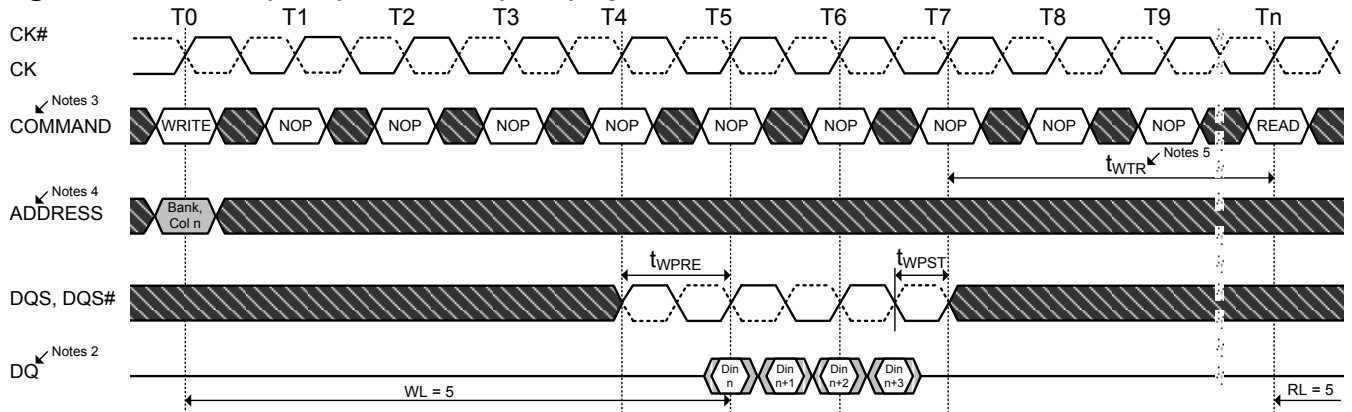 T0 T1 T2 T3 T4 T5 T6 T7 T8 T9 Tn
CK#
CK
Notes 3
COMMAND WRITE NOP NOP NOP NOP NOP NOP NOP NOP NOP READ
tWTR Notes 5
Notes 4
ADDRESS Bank, Col n
tWPRE tWPST
DQS, DQS#
Notes 2
DQ Din n Din n+1 Din n+2 Din n+3
WL = 5 RL = 5